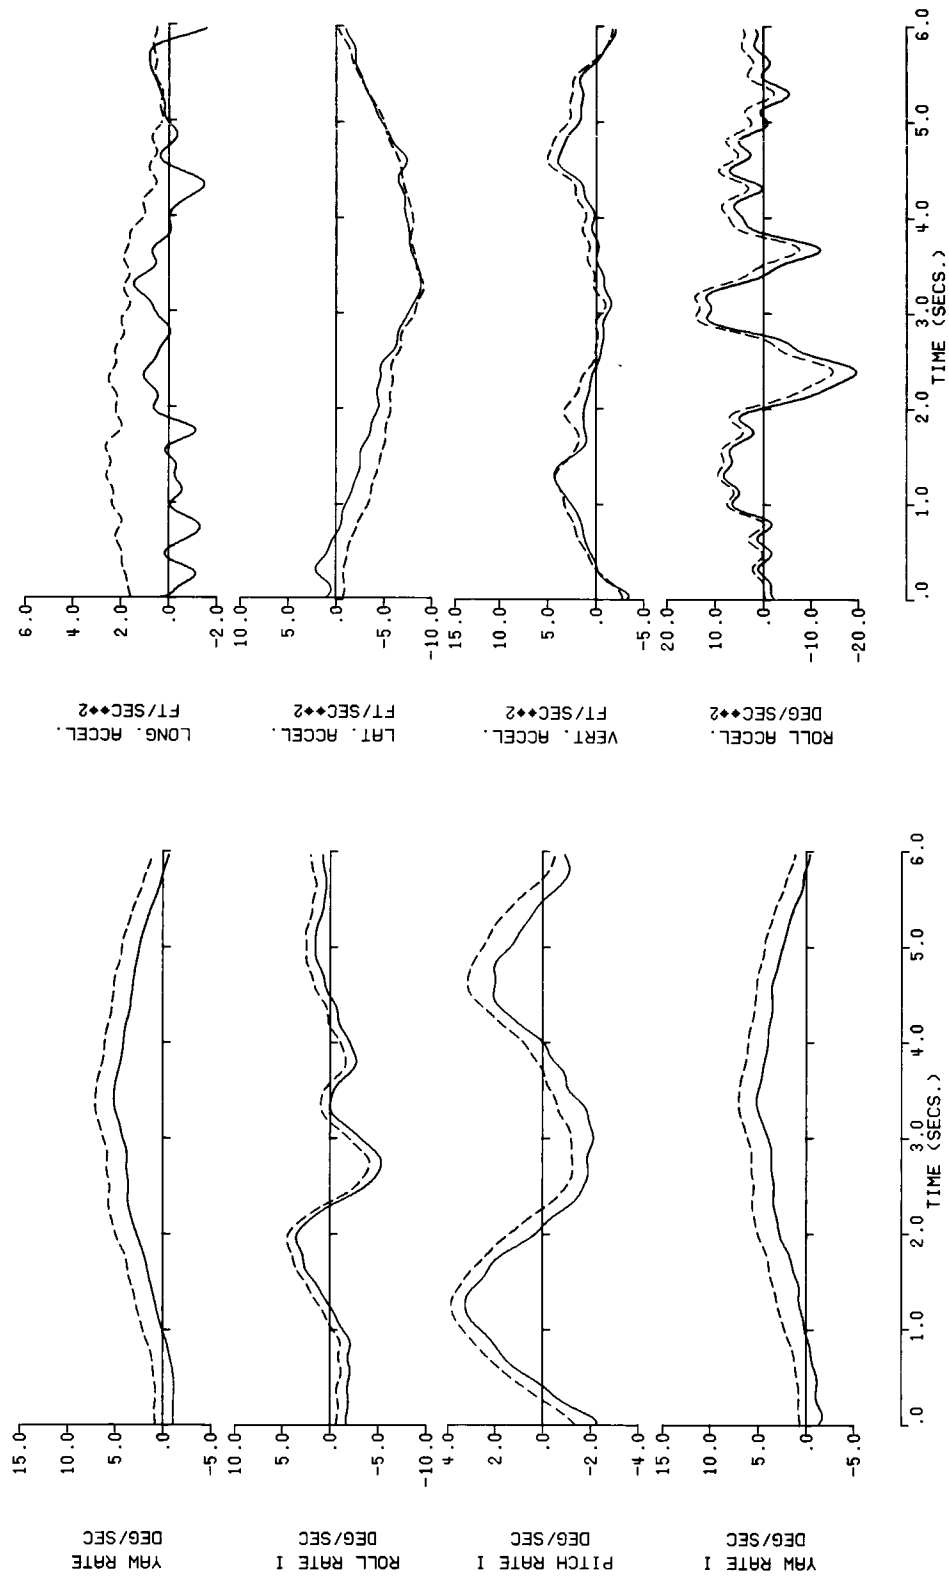 LONG. ACCEL.
FT/SEC**2
6.0
4.0
2.0
.0
-2.0
LAT. ACCEL.
FT/SEC**2
10.0
5.0
.0
-5.0
-10.0
VERT. ACCEL.
FT/SEC**2
15.0
10.0
5.0
.0
-5.0
ROLL ACCEL.
DEG/SEC**2
20.0
10.0
.0
-10.0
-20.0
.0 1.0 2.0 3.0 4.0 5.0 6.0
TIME (SECS.)
YAW RATE
DEG/SEC
15.0
10.0
5.0
.0
-5.0
ROLL RATE I
DEG/SEC
10.0
5.0
.0
-5.0
-10.0
PITCH RATE I
DEG/SEC
4.0
2.0
.0
-2.0
-4.0
YAW RATE I
DEG/SEC
15.0
10.0
5.0
.0
-5.0
.0 1.0 2.0 3.0 4.0 5.0 6.0
TIME (SECS.)